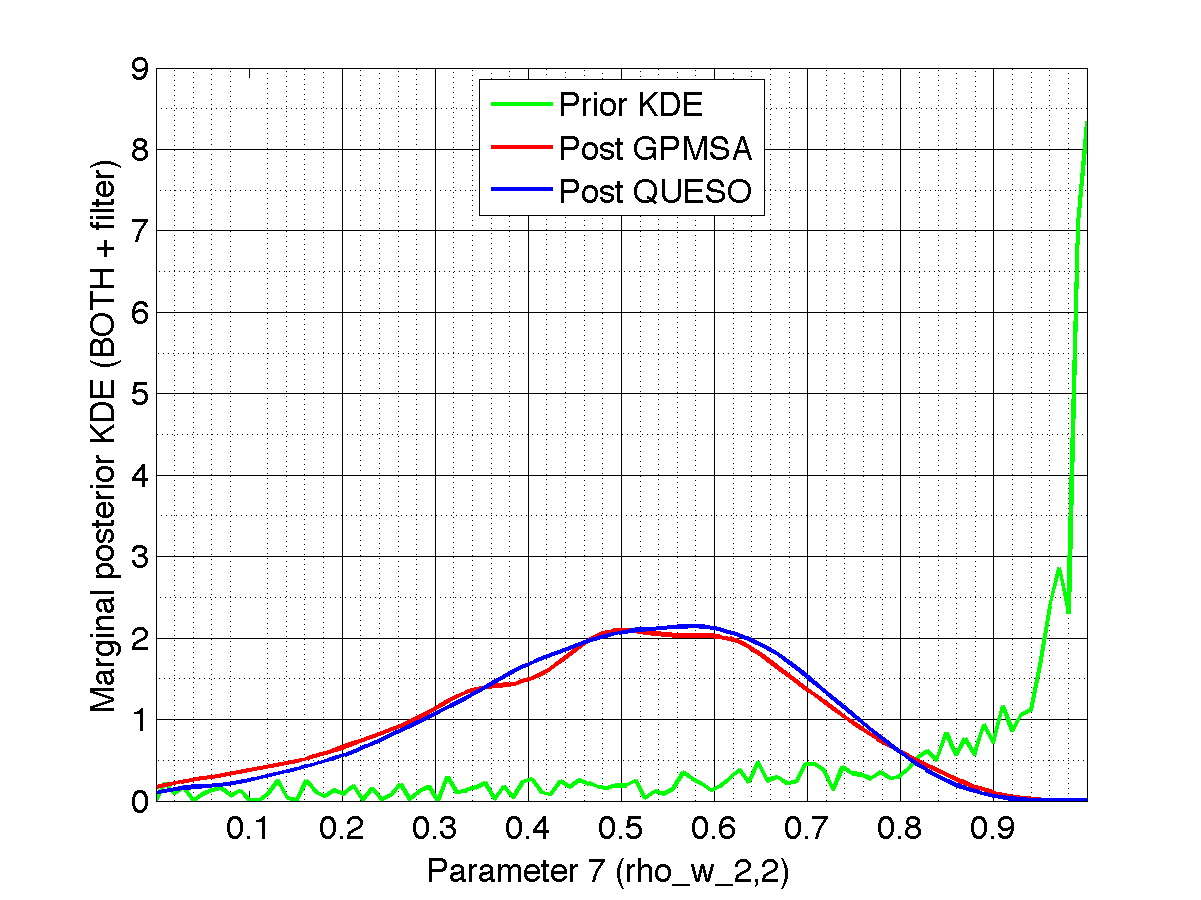 9
8
7
6
5
4
3
2
1
0
Marginal posterior KDE (BOTH + filter)
Prior KDE
Post GPMSA
Post QUESO
0.1 0.2 0.3 0.4 0.5 0.6 0.7 0.8 0.9
Parameter 7 (rho_w_2,2)